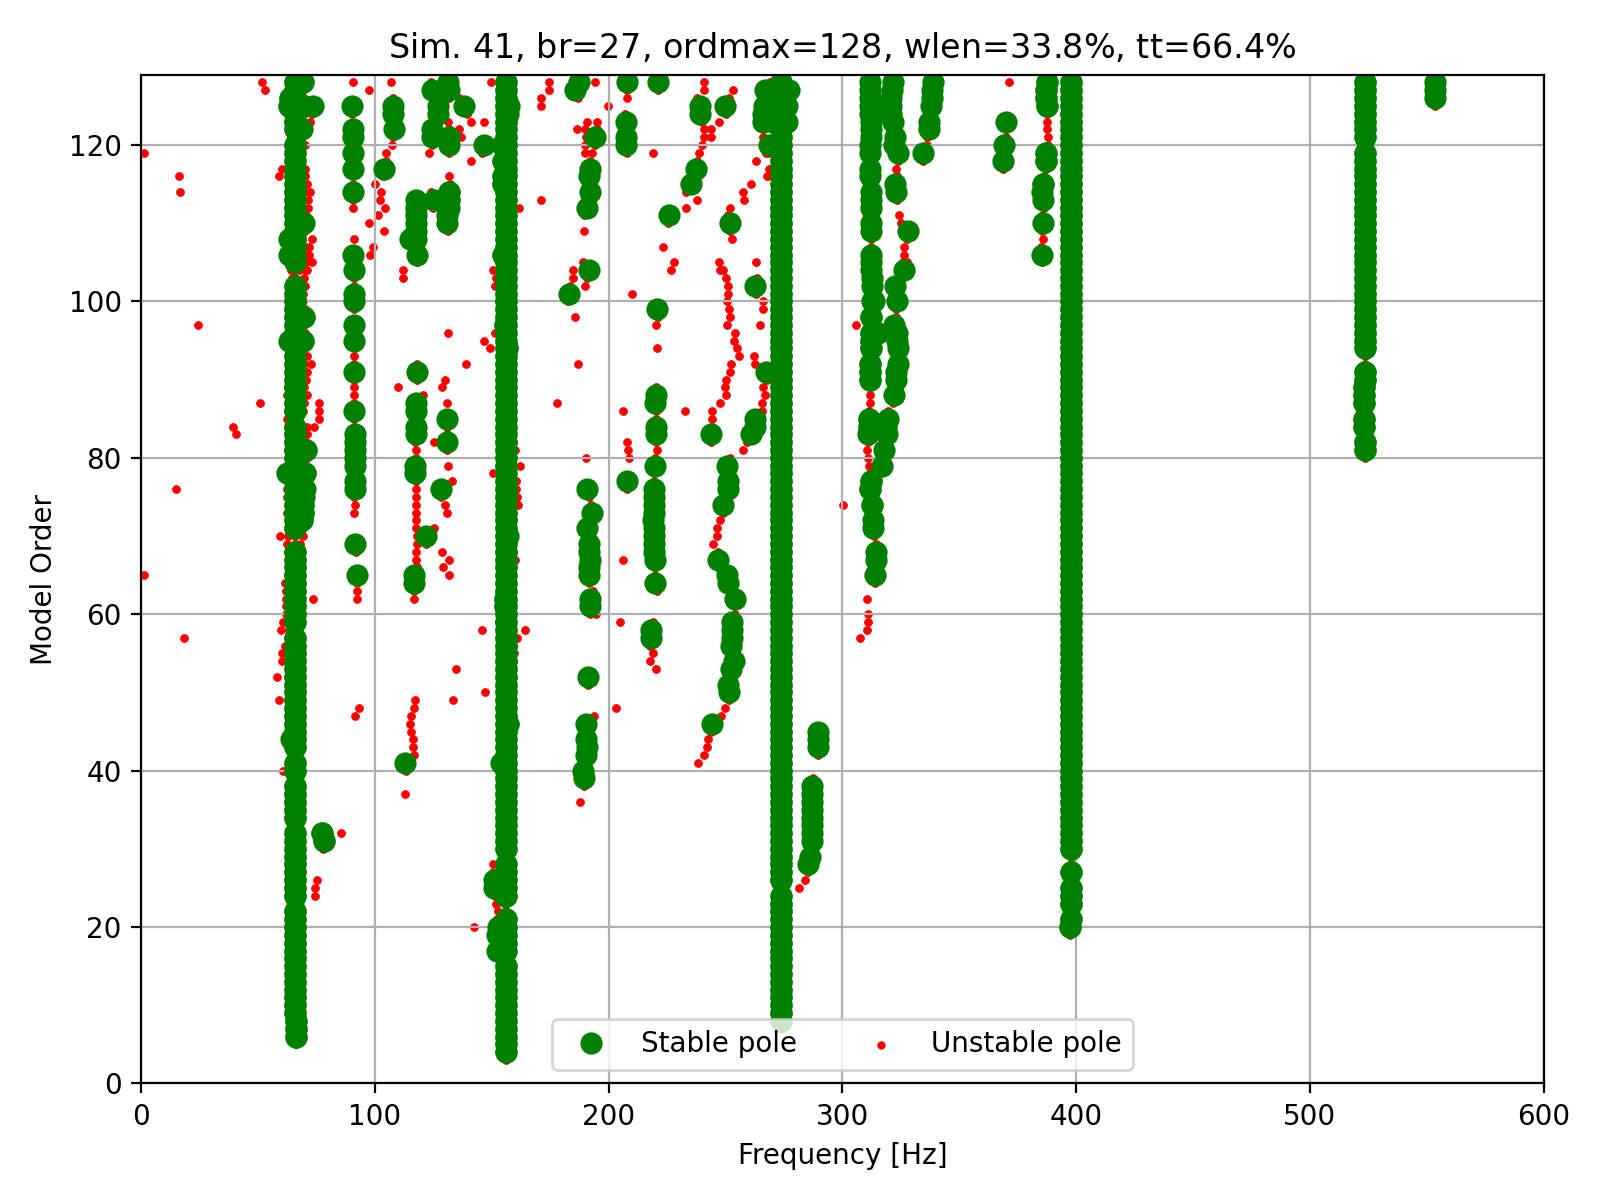 Sim. 41, br=27, ordmax=128, wlen=33.8%, tt=66.4%
Model Order
120
100
80
60
40
20
0
Stable pole
Unstable pole
0 100 200 300 400 500 600
Frequency [Hz]